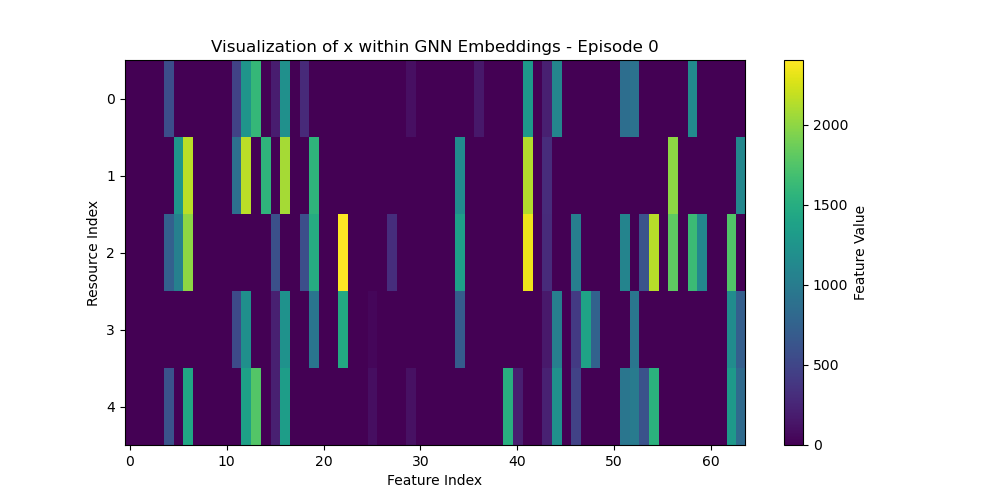 Visualization of x within GNN Embeddings - Episode 0
Resource Index
0
1
2
3
4
0 10 20 30 40 50 60
Feature Index
2000
1500
1000
500
0
Feature Value